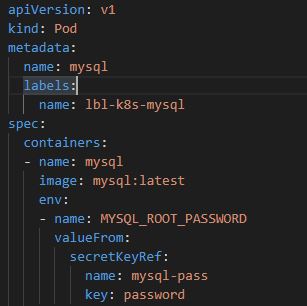 apiVersion: v1
kind: Pod
metadata:
  name: mysql
  labels:
    name: lbl-k8s-mysql
spec:
  containers:
  - name: mysql
    image: mysql:latest
    env:
    - name: MYSQL_ROOT_PASSWORD
      valueFrom:
        secretKeyRef:
          name: mysql-pass
          key: password